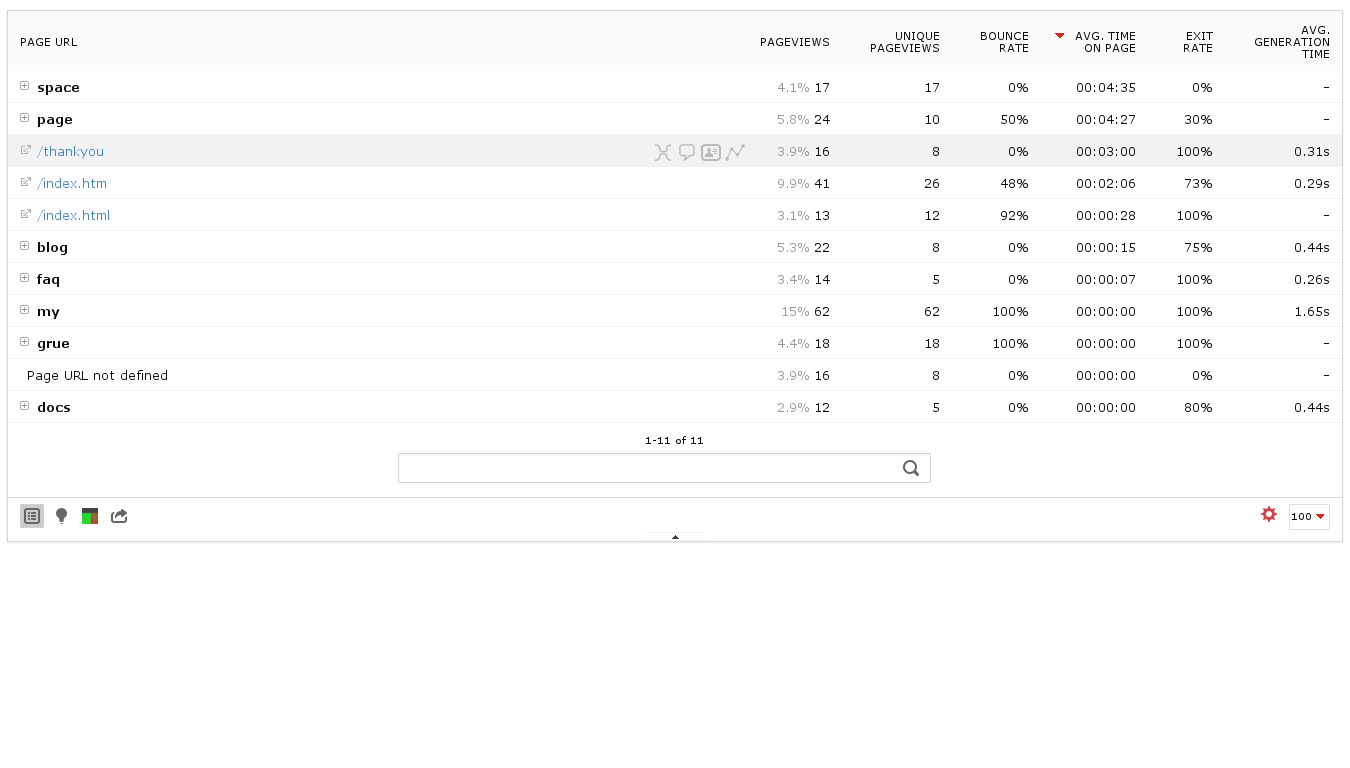 PAGE URL PAGEVIEWS UNIQUE PAGEVIEWS BOUNCE RATE AVG. TIME ON PAGE EXIT RATE AVG. GENERATION TIME
space 4.1% 17 17 0% 00:04:35 0% -
page 5.8% 24 10 50% 00:04:27 30% -
/thankyou 3.9% 16 8 0% 00:03:00 100% 0.31s
/index.htm 9.9% 41 26 48% 00:02:06 73% 0.29s
/index.html 3.1% 13 12 92% 00:00:28 100% -
blog 5.3% 22 8 0% 00:00:15 75% 0.44s
faq 3.4% 14 5 0% 00:00:07 100% 0.26s
my 15% 62 62 100% 00:00:00 100% 1.65s
grue 4.4% 18 18 100% 00:00:00 100% -
Page URL not defined 3.9% 16 8 0% 00:00:00 0% -
docs 2.9% 12 5 0% 00:00:00 80% 0.44s
1-11 of 11
100